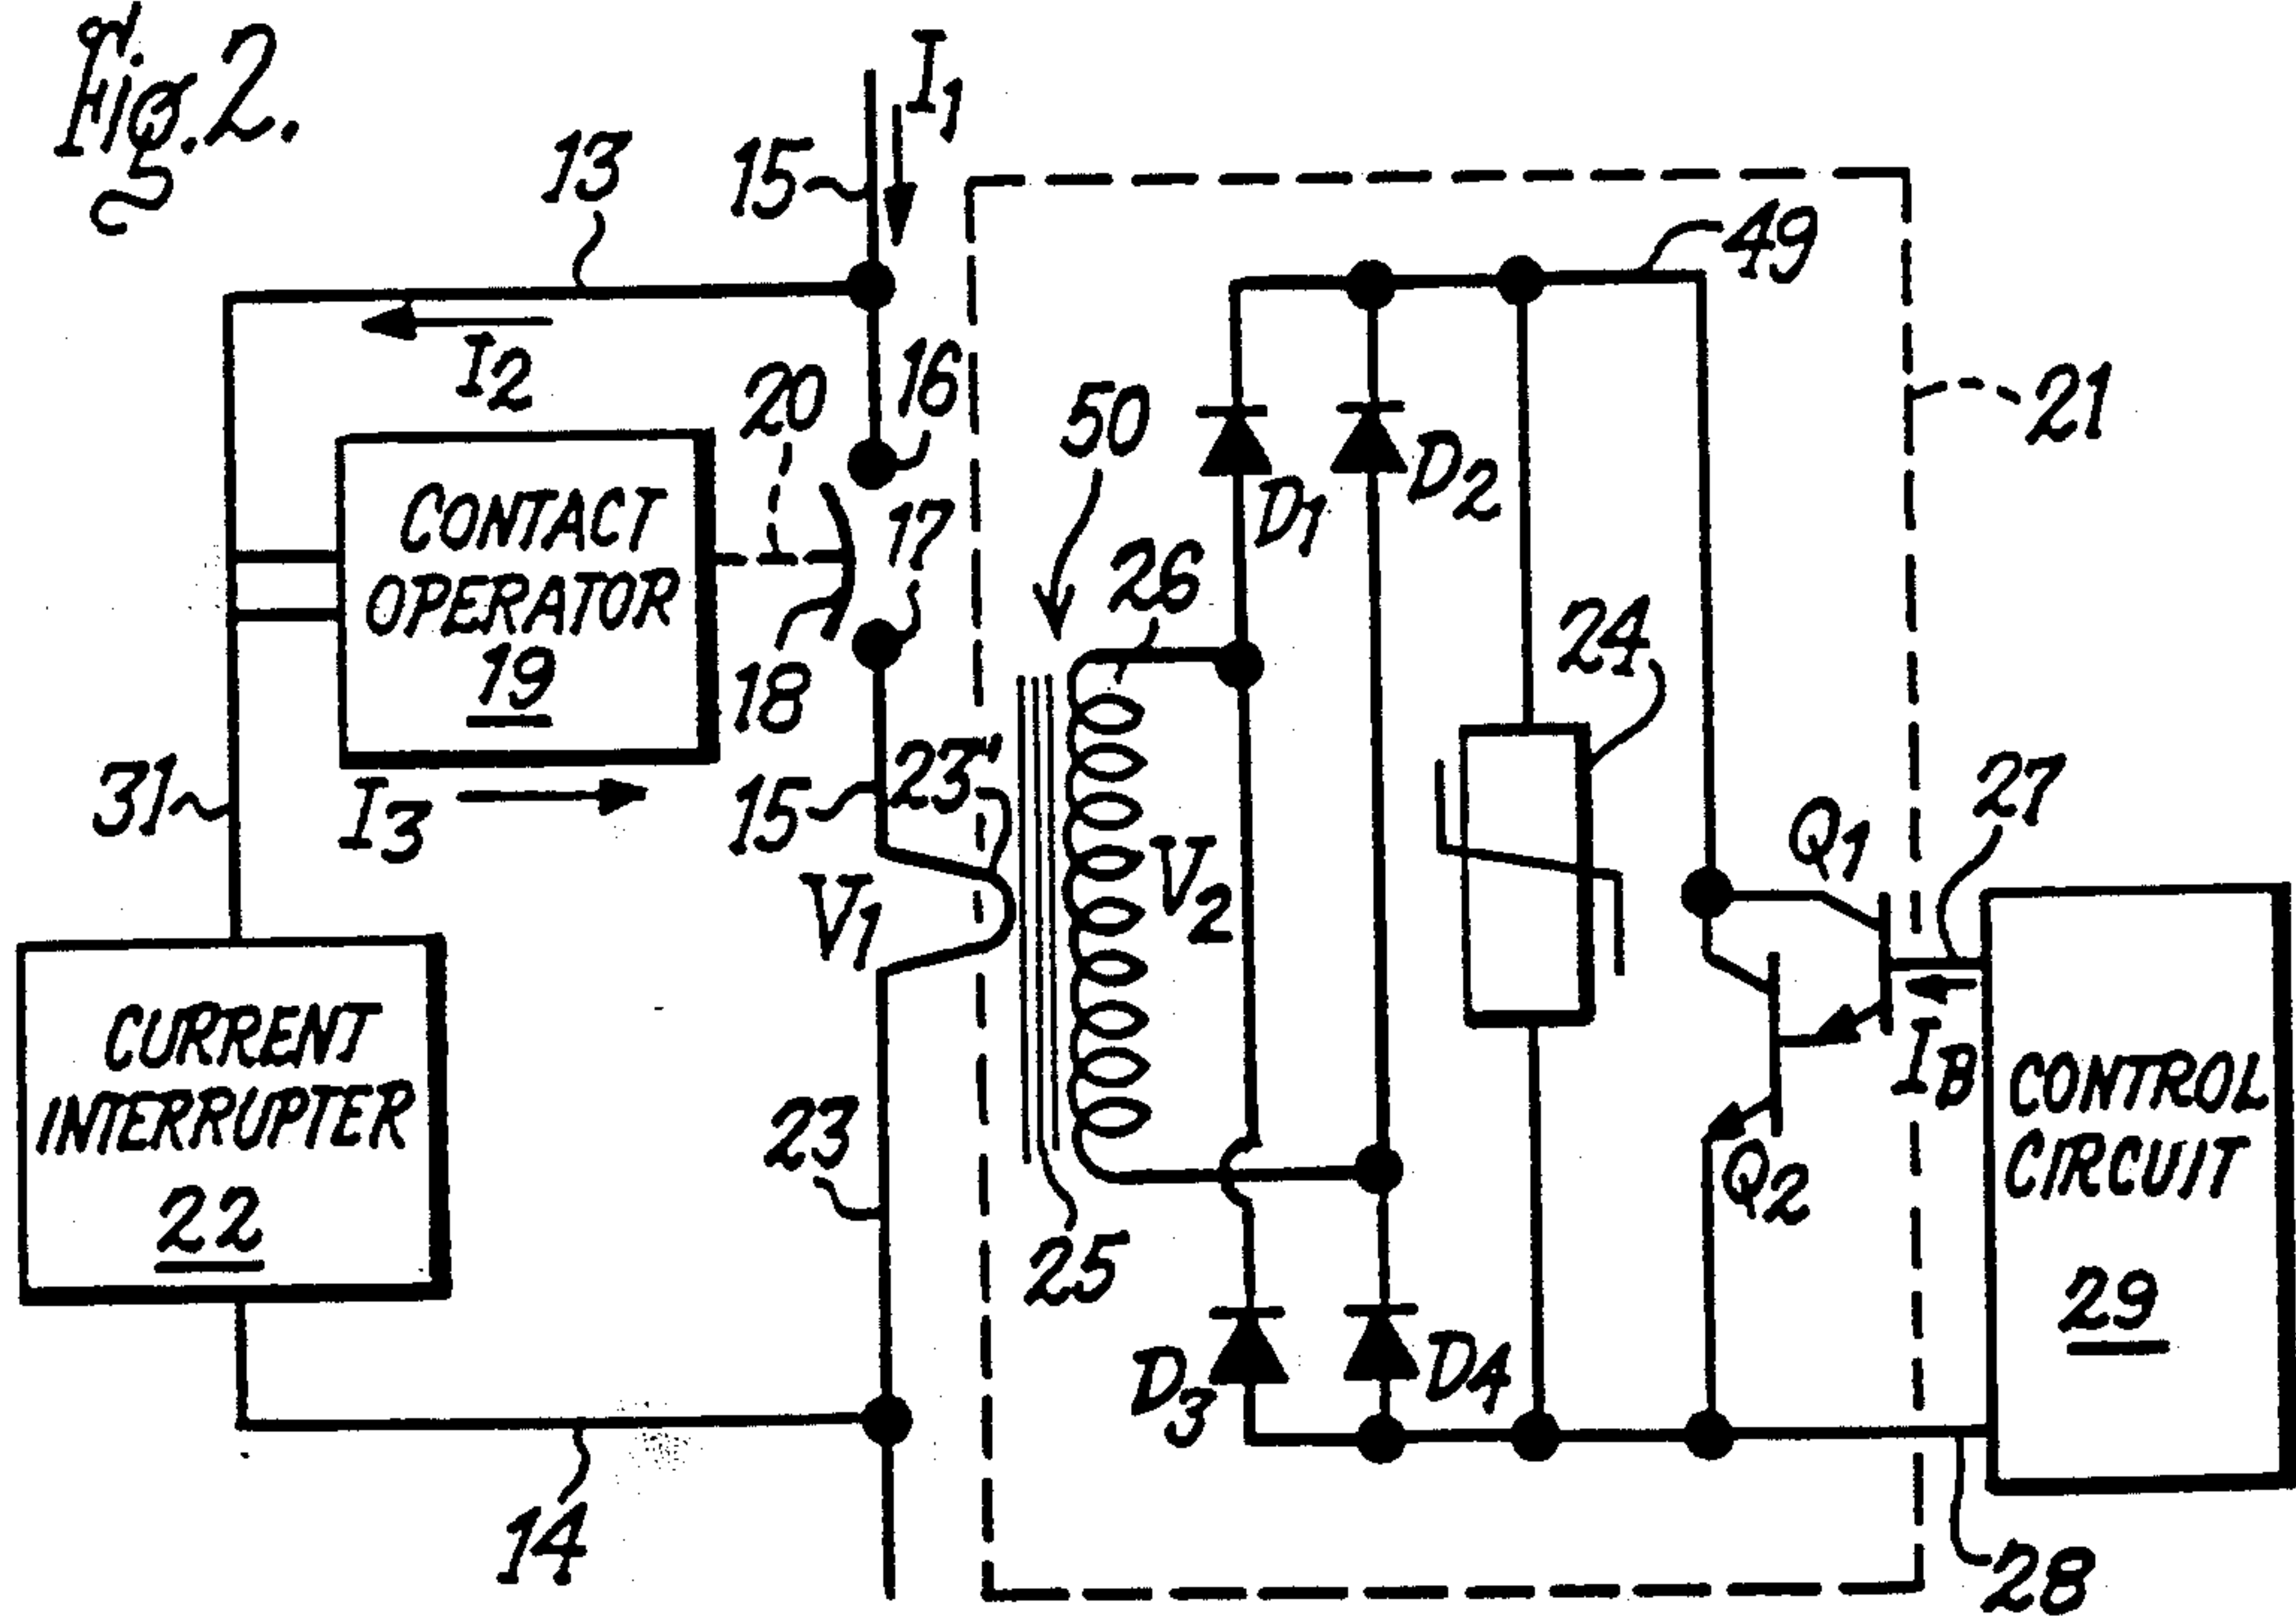 Fig. 2.
I1
13
15
49
I2
20
16
50
21
D1
D2
CONTACT
OPERATOR
19
17
26
24
18
23'
31
I3
15
27
Q1
V1
V2
CURRENT
INTERRUPTER
22
IB
CONTROL
CIRCUIT
29
23
Q2
25
D3
D4
14
28